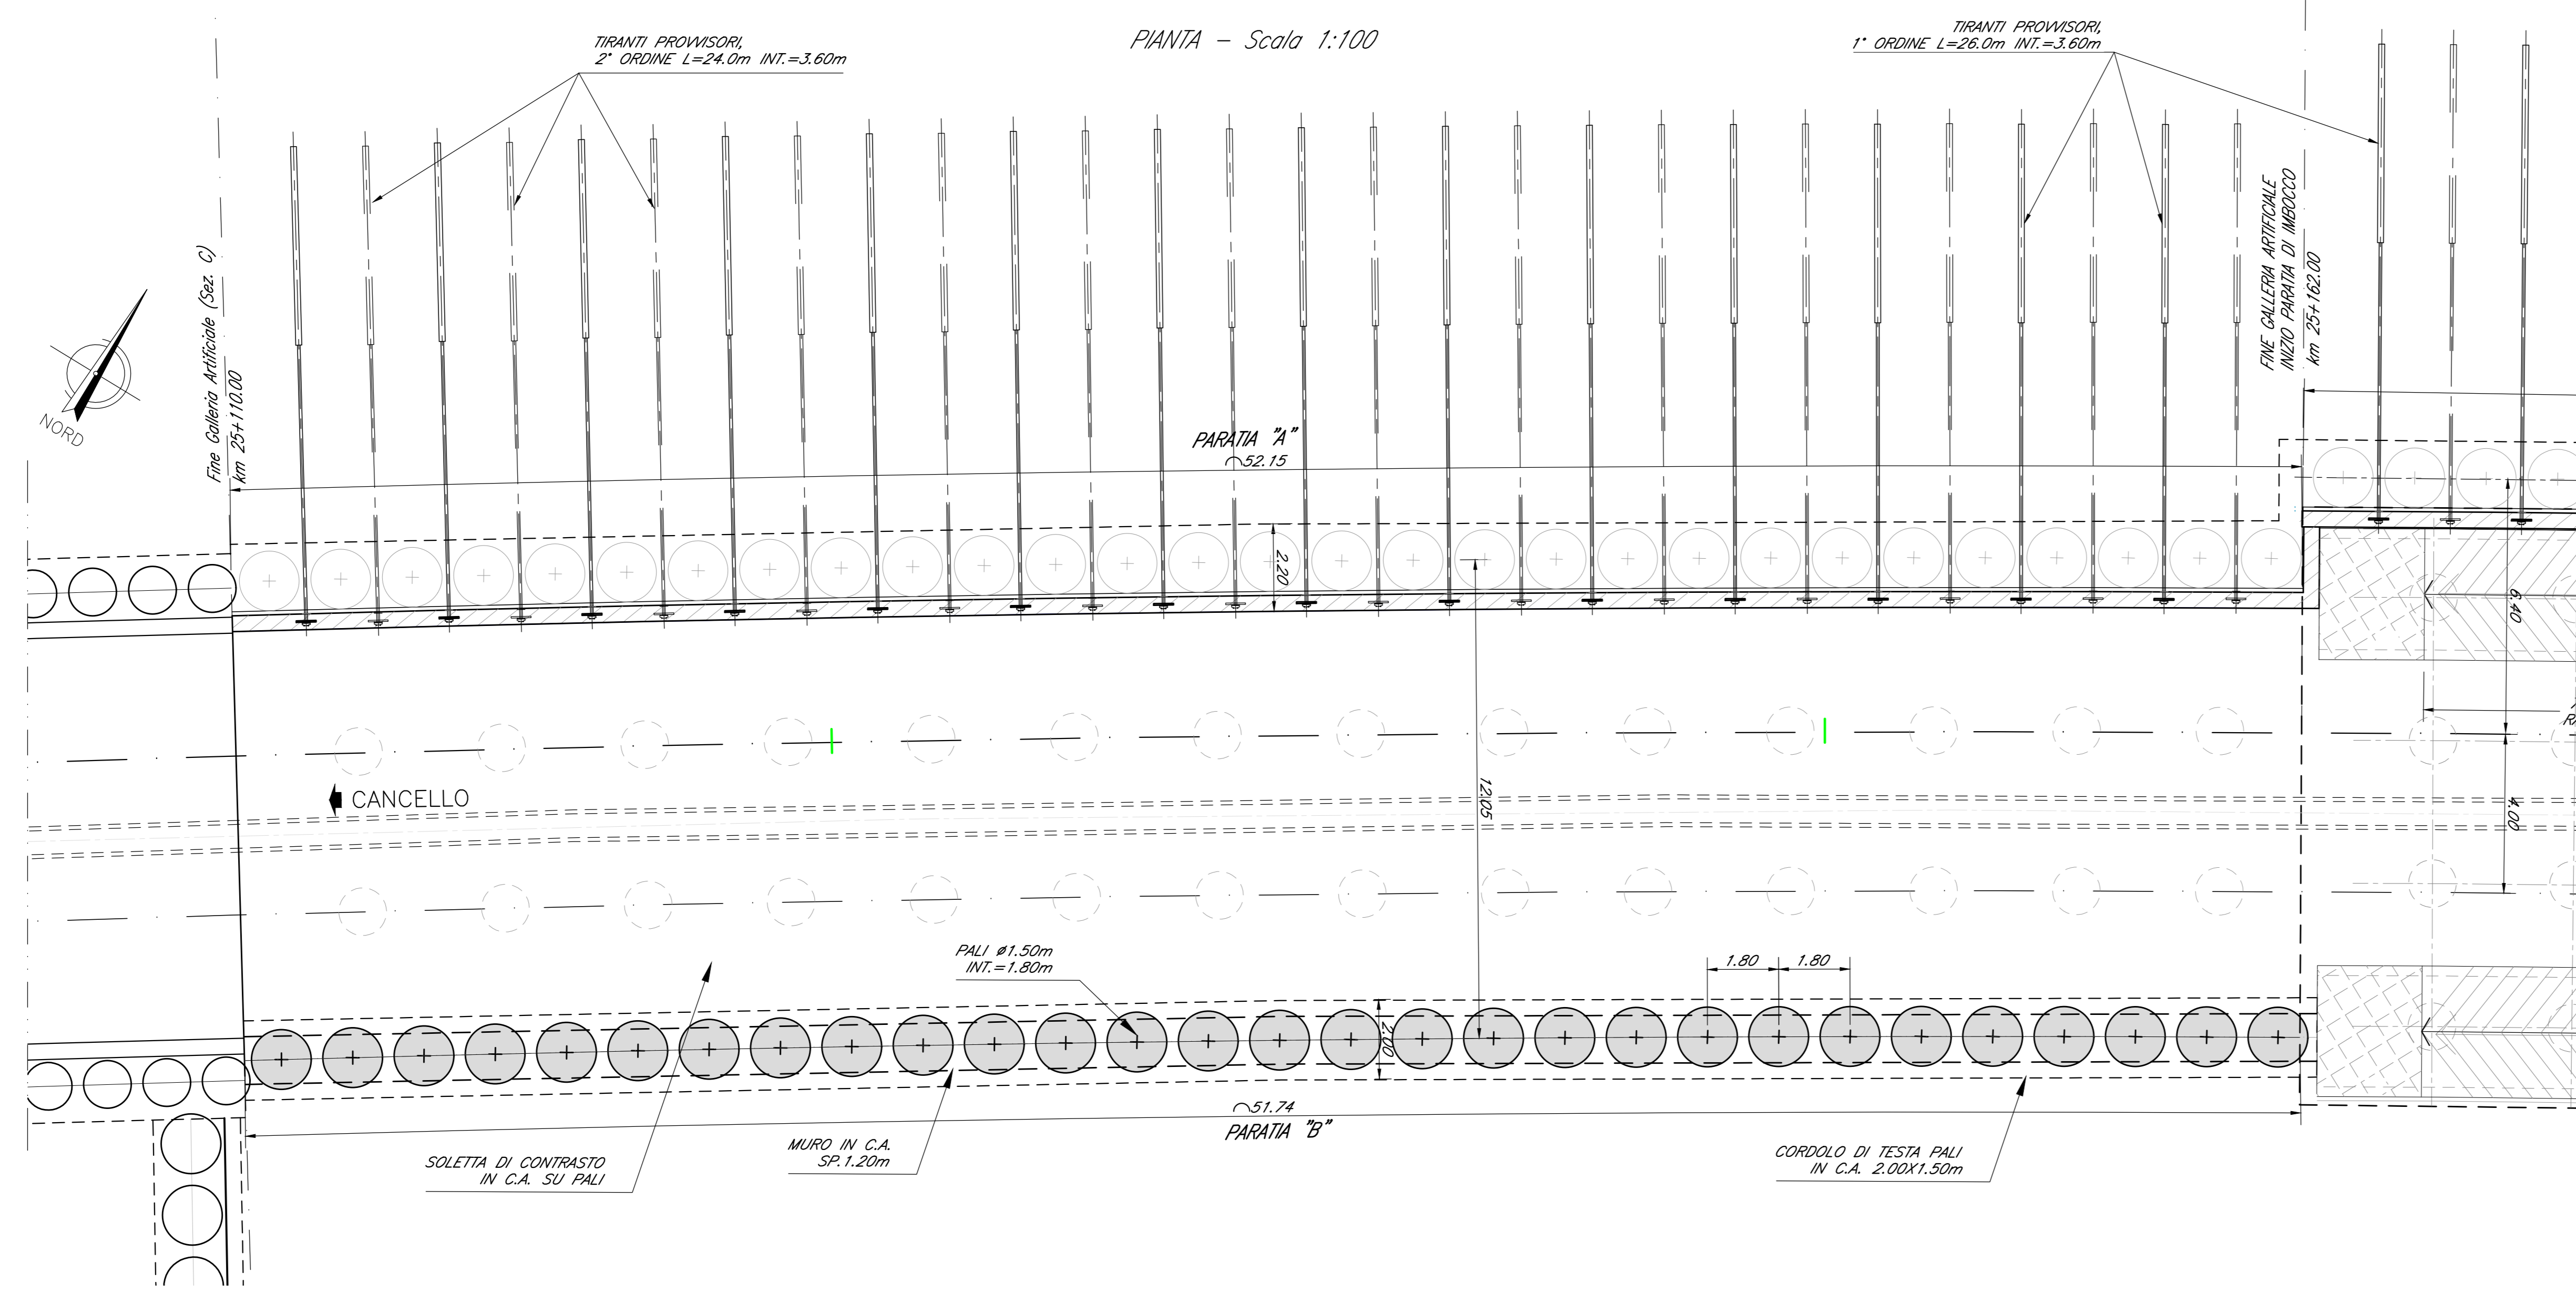 PIANTA - Scala 1:100
TIRANTI PROVVISORI,
2° ORDINE L=24.0m INT.=3.60m
TIRANTI PROVVISORI,
1° ORDINE L=26.0m INT.=3.60m
Fine Galleria Artificiale (Sez. C)
km 25+110.00
FINE GALLERIA ARTIFICIALE
INIZIO PARATIA DI IMBOCCO
km 25+162.00
NORD
PARATIA "A"
52.15
2.20
6.40
12.05
4.00
CANCELLO
PALI ø1.50m
INT.=1.80m
1.80
1.80
2.00
51.74
PARATIA "B"
MURO IN C.A.
SP.1.20m
SOLETTA DI CONTRASTO
IN C.A. SU PALI
CORDOLO DI TESTA PALI
IN C.A. 2.00X1.50m